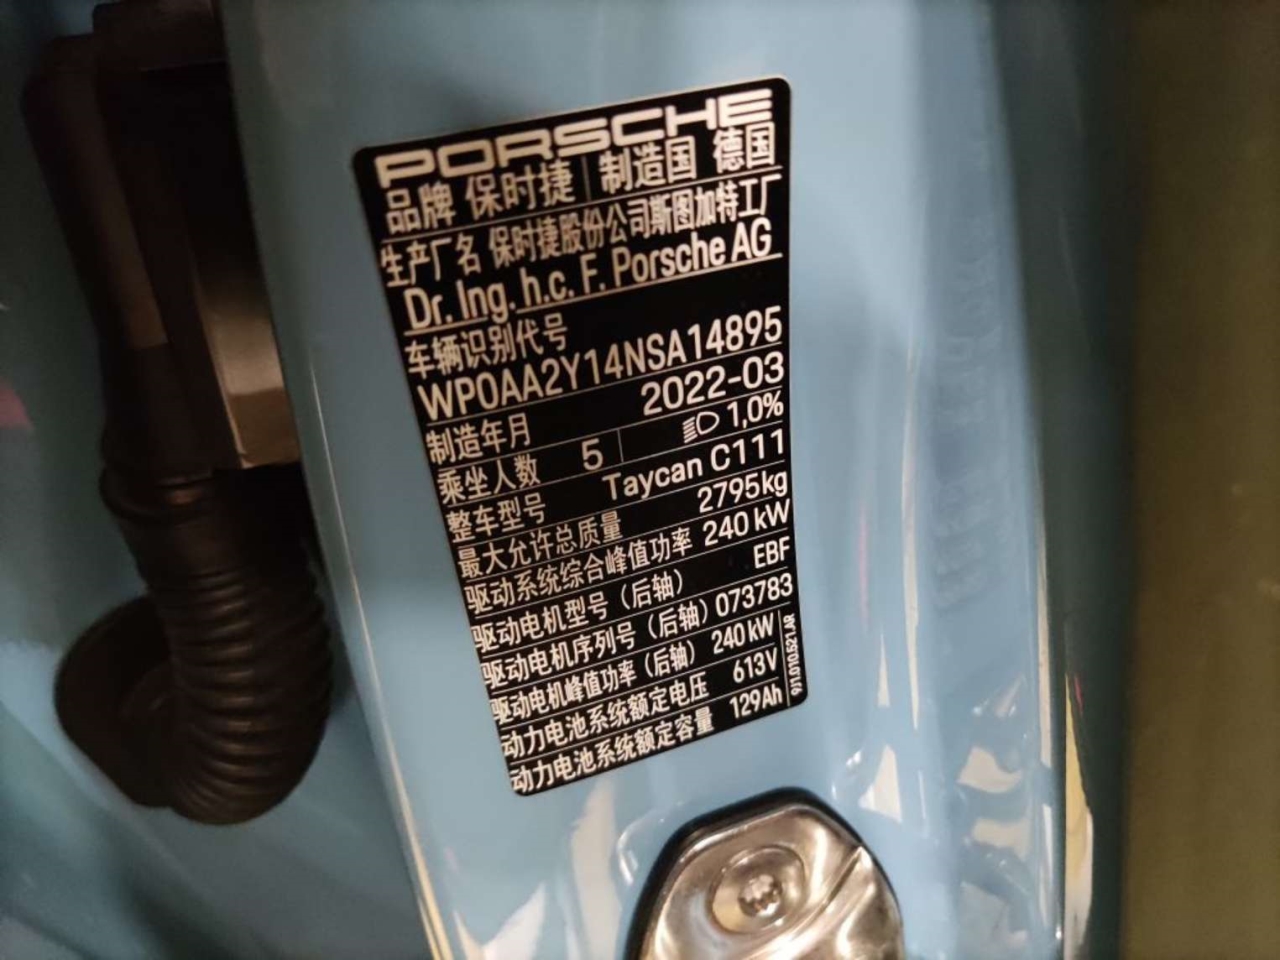 PORSCHE
品牌 保时捷 制造国 德国
生产厂名 保时捷股份公司斯图加特工厂
Dr. Ing. h.c. F. Porsche AG
车辆识别代号
WP0AA2Y14NSA14895
制造年月 2022-03
乘坐人数 5 1,0%
整车型号 Taycan C111
最大允许总质量 2795kg
驱动系统综合峰值功率 240kW
驱动电机型号（后轴） EBF
驱动电机序列号（后轴）073783
驱动电机峰值功率（后轴） 240kW
动力电池系统额定电压 613V
动力电池系统额定容量 129Ah
9J1.010.521.AR